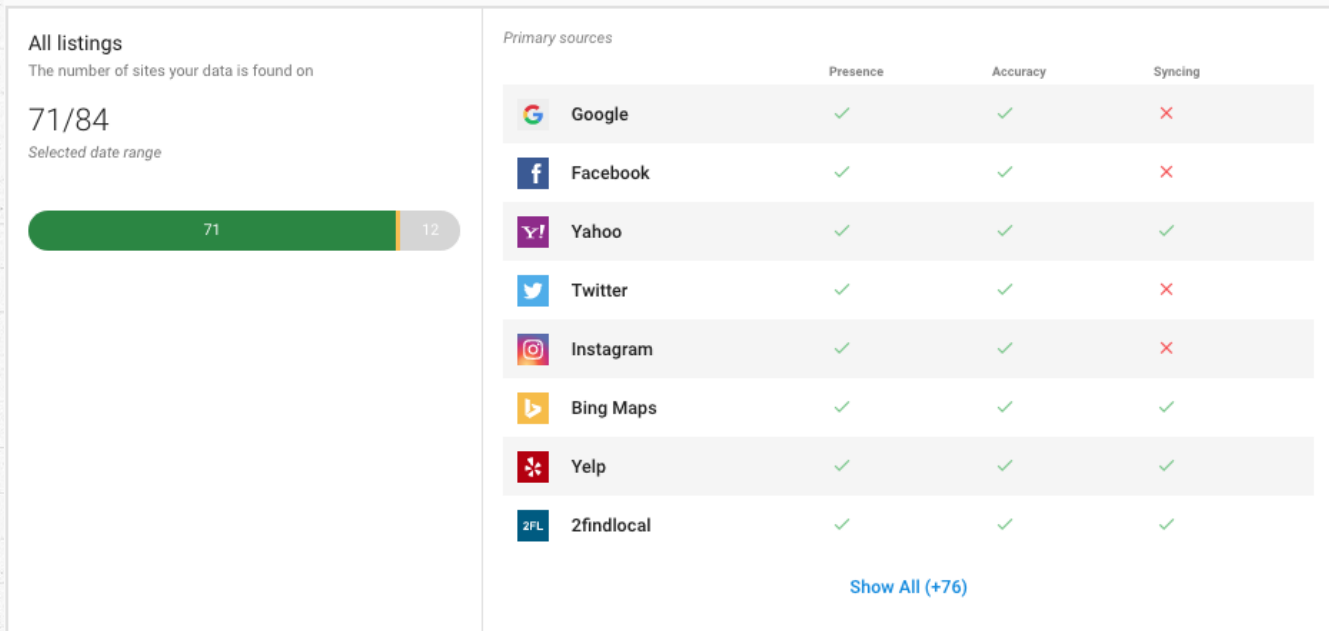 All listings
The number of sites your data is found on
71/84
Selected date range
71
12
Primary sources
Presence Accuracy Syncing
Google
f Facebook
Y! Yahoo
Twitter
Instagram
Bing Maps
Yelp
2FL 2findlocal
Show All (+76)